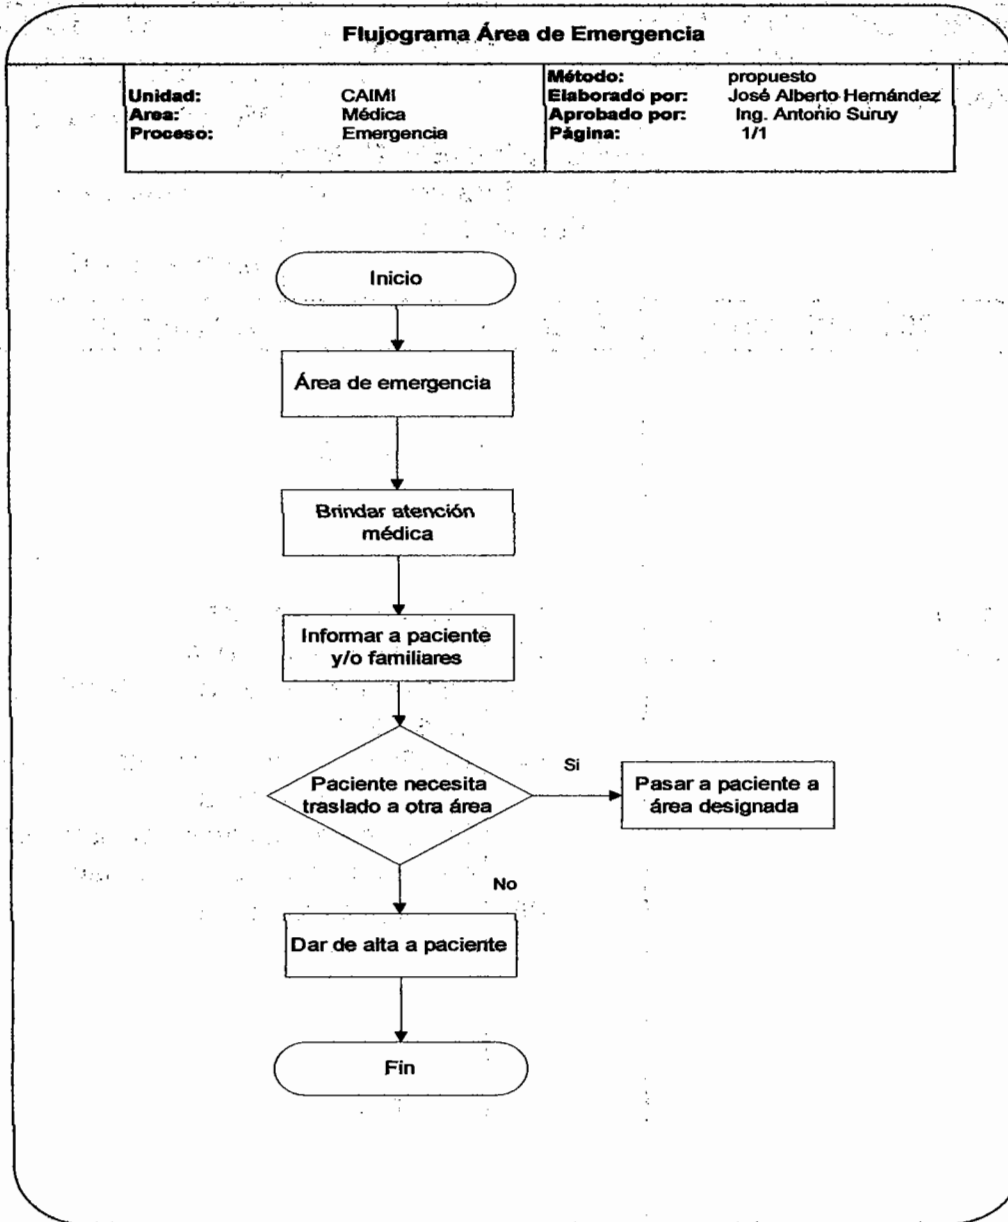 Flujograma Área de Emergencia
Unidad: CAIMI
Area: Médica
Proceso: Emergencia
Método: propuesto
Elaborado por: José Alberto Hernández
Aprobado por: Ing. Antonio Suruy
Página: 1/1
Inicio
Área de emergencia
Brindar atención
médica
Informar a paciente
y/o familiares
Paciente necesita
traslado a otra área
Si
Pasar a paciente a
área designada
No
Dar de alta a paciente
Fin